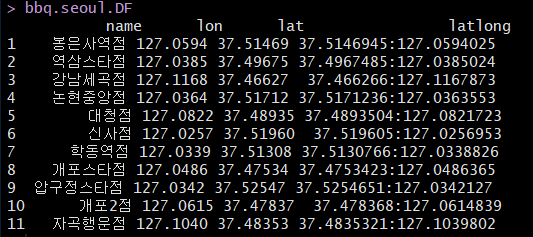 > bbq.seoul.DF
name lon lat latlong
1 봉은사역점 127.0594 37.51469 37.5146945:127.0594025
2 역삼스타점 127.0385 37.49675 37.4967485:127.0385024
3 강남세곡점 127.1168 37.46627 37.466266:127.1167873
4 논현중앙점 127.0364 37.51712 37.5171236:127.0363553
5 대청점 127.0822 37.48935 37.4893504:127.0821723
6 신사점 127.0257 37.51960 37.519605:127.0256953
7 학동역점 127.0339 37.51308 37.5130766:127.0338826
8 개포스타점 127.0486 37.47534 37.4753423:127.0486365
9 압구정스타점 127.0342 37.52547 37.5254651:127.0342127
10 개포2점 127.0615 37.47837 37.478368:127.0614839
11 자곡행운점 127.1040 37.48353 37.4835321:127.1039802